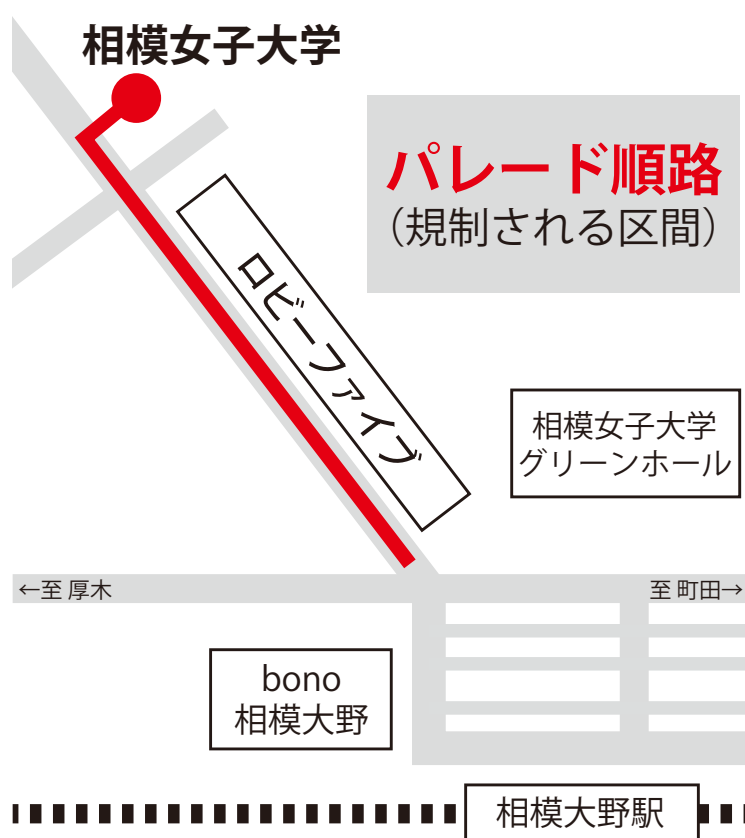 相模女子大学
パレード順路
（規制される区間）
ロビーファイブ
相模女子大学
グリーンホール
←至 厚木
至 町田→
bono
相模大野
相模大野駅